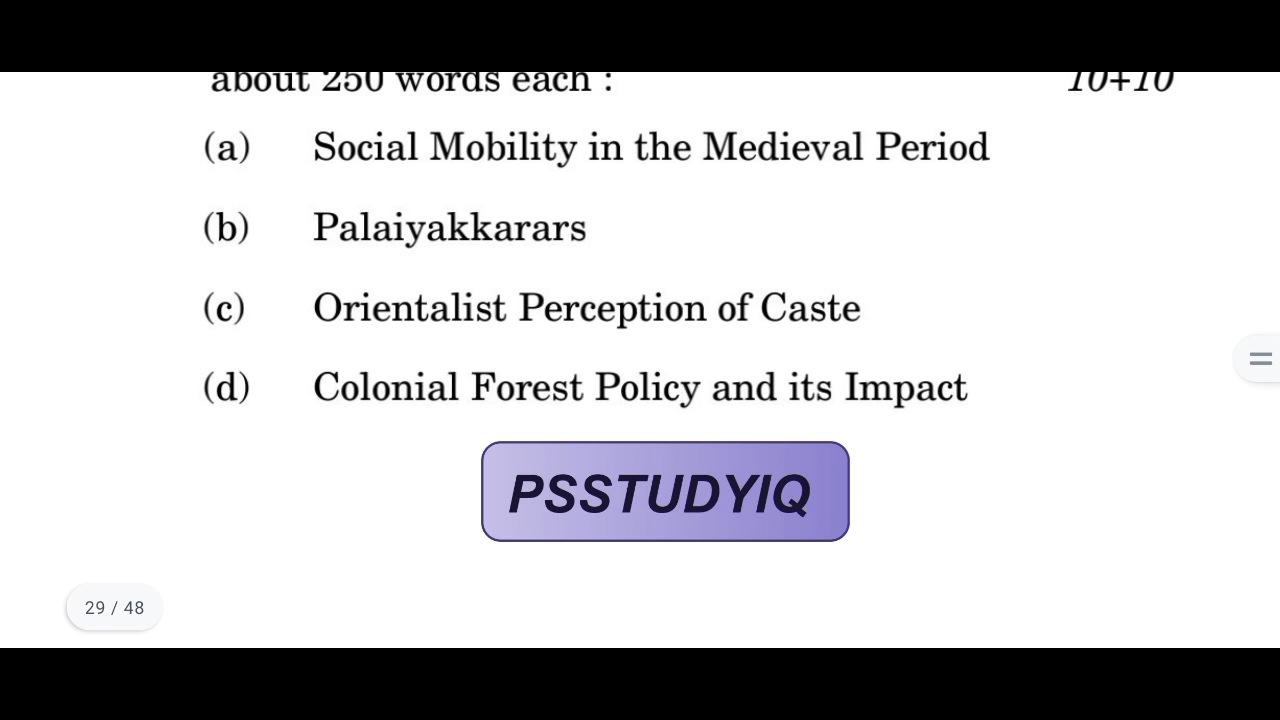 about 250 words each : 10+10
(a) Social Mobility in the Medieval Period
(b) Palaiyakkarars
(c) Orientalist Perception of Caste
(d) Colonial Forest Policy and its Impact
PSSTUDYIQ
29 / 48